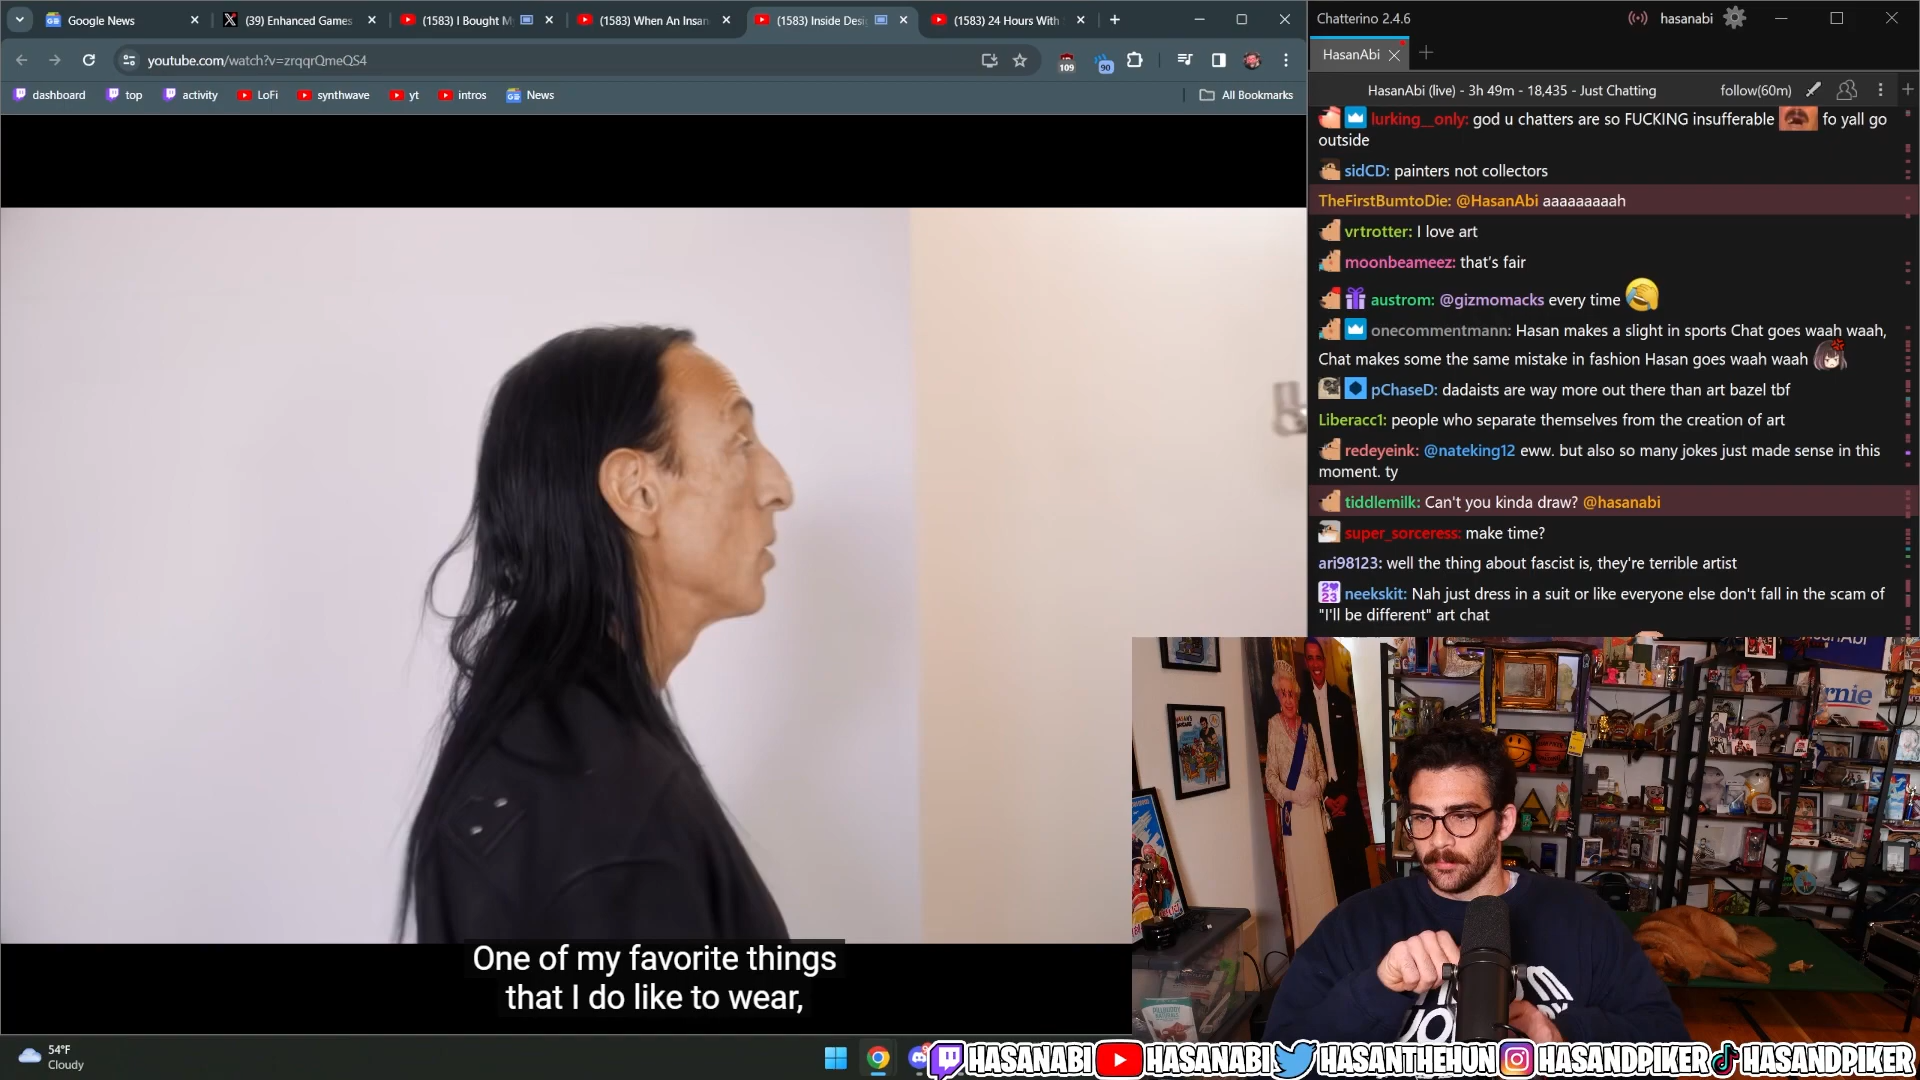 Google News
(39) Enhanced Games
(1583) I Bought My
(1583) When An Insan
(1583) Inside Desi
(1583) 24 Hours With
youtube.com/watch?v=zrqqrQmeQS4
109
90
dashboard
top
activity
LoFi
synthwave
yt
intros
News
All Bookmarks
One of my favorite things
that I do like to wear,
Chatterino 2.4.6
hasanabi
HasanAbi
HasanAbi (live) - 3h 49m - 18,435 - Just Chatting
follow(60m)
lurking__only: god u chatters are so FUCKING insufferable fo yall go
outside
sidCD: painters not collectors
TheFirstBumtoDie: @HasanAbi aaaaaaaaah
vrtrotter: I love art
moonbeameez: that's fair
austrom: @gizmomacks every time
onecommentmann: Hasan makes a slight in sports Chat goes waah waah,
Chat makes some the same mistake in fashion Hasan goes waah waah
pChaseD: dadaists are way more out there than art bazel tbf
Liberacc1: people who separate themselves from the creation of art
redeyeink: @nateking12 eww. but also so many jokes just made sense in this
moment. ty
tiddlemilk: Can't you kinda draw? @hasanabi
super_sorceress: make time?
ari98123: well the thing about fascist is, they're terrible artist
neekskit: Nah just dress in a suit or like everyone else don't fall in the scam of
"I'll be different" art chat
54°F
Cloudy
HASANABI
HASANABI
HASANTHEHUN
HASANDPIKER
HASANDPIKER